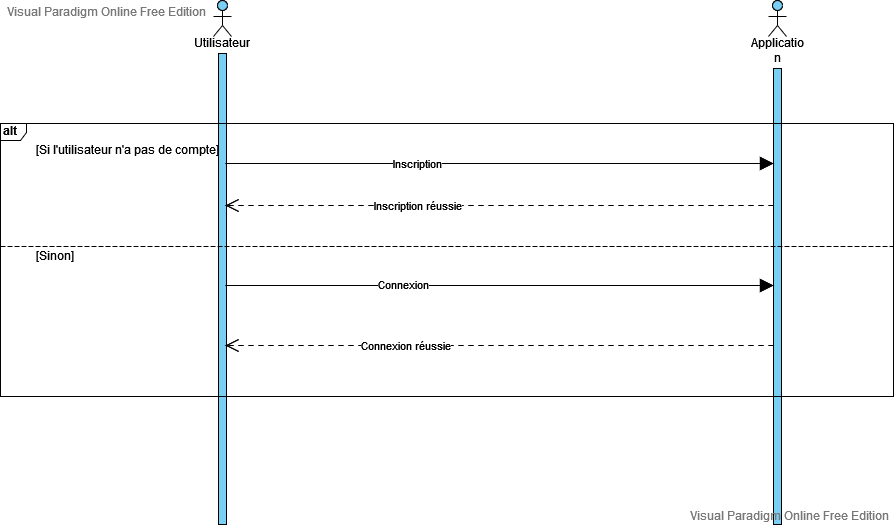 Visual Paradigm Online Free Edition
Utilisateur
Applicatio
n
alt
[Si l'utilisateur n'a pas de compte]
Inscription
Inscription réussie
[Sinon]
Connexion
Connexion réussie
Visual Paradigm Online Free Edition